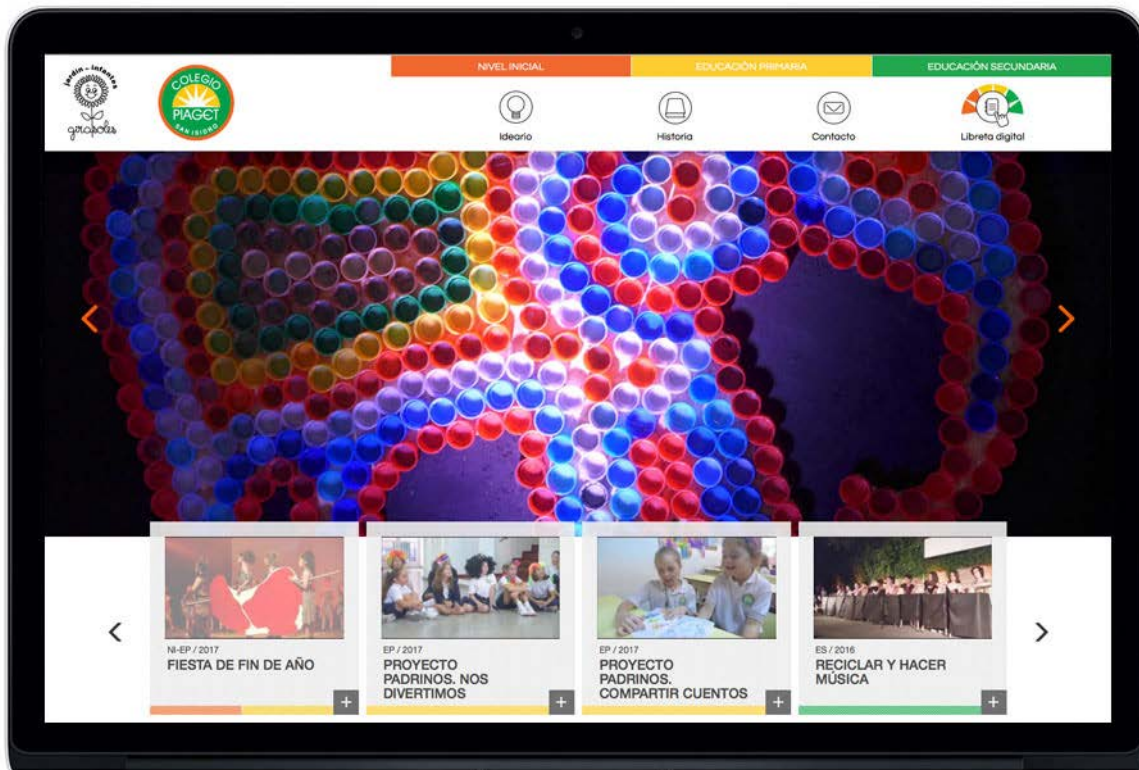 NIVEL INICIAL
EDUCACIÓN PRIMARIA
EDUCACIÓN SECUNDARIA
jardín de infantes
girasoles
COLEGIO
PIAGET
SAN ISIDRO
Ideario
Historia
Contacto
Libreta digital
NI-EP / 2017
FIESTA DE FIN DE AÑO
EP / 2017
PROYECTO
PADRINOS. NOS
DIVERTIMOS
EP / 2017
PROYECTO
PADRINOS.
COMPARTIR CUENTOS
ES / 2016
RECICLAR Y HACER
MÚSICA